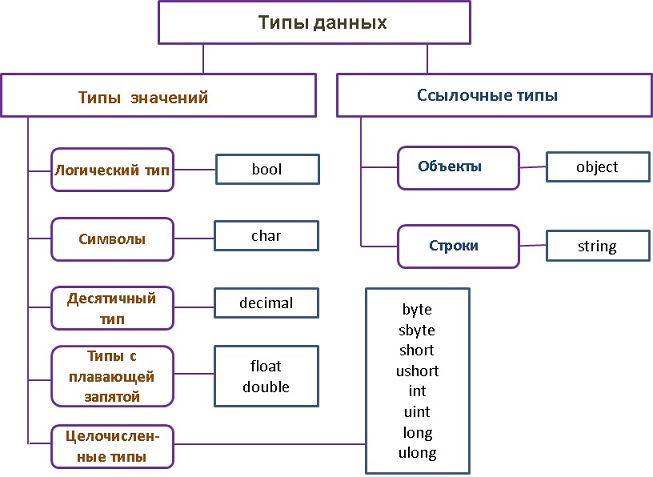 Типы данных
Типы значений
Ссылочные типы
Логический тип
bool
Объекты
object
Символы
char
Строки
string
Десятичный
тип
decimal
Типы с
плавающей
запятой
float
double
Целочислен-
ные типы
byte
sbyte
short
ushort
int
uint
long
ulong